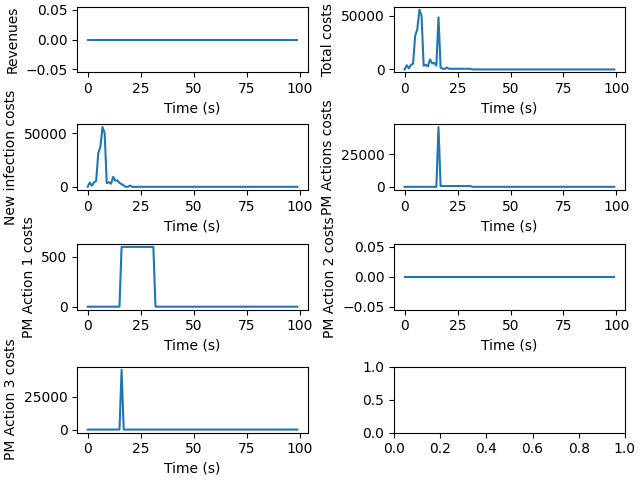 Revenues
0.05
0.00
−0.05
0 25 50 75 100
Time (s)
Total costs
50000
0
0 25 50 75 100
Time (s)
New infection costs
50000
0
0 25 50 75 100
Time (s)
PM Actions costs
25000
0
0 25 50 75 100
Time (s)
PM Action 1 costs
500
0
0 25 50 75 100
Time (s)
PM Action 2 costs
0.05
0.00
−0.05
0 25 50 75 100
Time (s)
PM Action 3 costs
25000
0
0 25 50 75 100
Time (s)
1.0
0.5
0.0
0.0 0.2 0.4 0.6 0.8 1.0